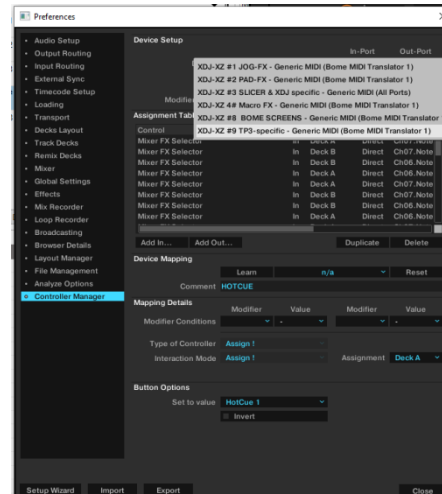 Preferences
Audio Setup
Output Routing
Input Routing
External Sync
Timecode Setup
Loading
Transport
Decks Layout
Track Decks
Remix Decks
Mixer
Global Settings
Effects
Mix Recorder
Loop Recorder
Broadcasting
Browser Details
Layout Manager
File Management
Analyze Options
Controller Manager
Device Setup
In-Port Out-Port
XDJ-XZ #1 JOG-FX - Generic MIDI (Bome MIDI Translator 1)
XDJ-XZ #2 PAD-FX - Generic MIDI (Bome MIDI Translator 1)
XDJ-XZ #3 SLICER & XDJ specific - Generic MIDI (All Ports)
XDJ-XZ 4# Macro FX - Generic MIDI (Bome MIDI Translator 1)
XDJ-XZ #8 BOME SCREENS - Generic MIDI (Bome MIDI Translator
XDJ-XZ #9 TP3-specific - Generic MIDI (Bome MIDI Translator 1)
Modifier
Assignment Tabl
Control
Mixer FX Selector In Deck A Direct Ch06.Note
Mixer FX Selector In Deck B Direct Ch07.Note
Mixer FX Selector In Deck B Direct Ch07.Note
Mixer FX Selector In Deck B Direct Ch07.Note
Mixer FX Selector In Deck B Direct Ch07.Note
Mixer FX Selector In Deck A Direct Ch06.Note
Mixer FX Selector In Deck B Direct Ch07.Note
Add In... Add Out... Duplicate Delete
Device Mapping
Learn n/a Reset
Comment HOTCUE
Mapping Details
Modifier Value Modifier Value
Modifier Conditions - - 
Type of Controller Assign !
Interaction Mode Assign ! Assignment Deck A
Button Options
Set to value HotCue 1
Invert
Setup Wizard Import Export Close